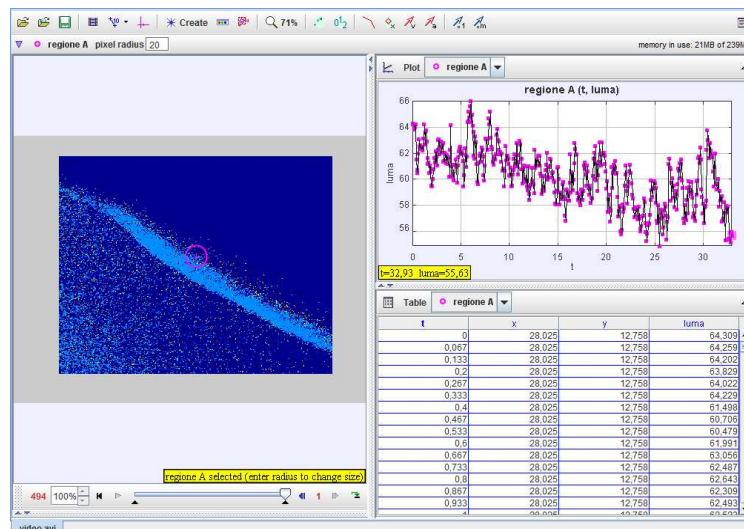 Create 71%
regione A pixel radius 20 memory in use: 21MB of 239M
Plot regione A
regione A (t, luma)
66
64
62
60
58
56
luma
0 5 10 15 20 25 30
t
t=32,93 luma=55,63
Table regione A
t x y luma
0 28,025 12,758 64,309
0,067 28,025 12,758 64,259
0,133 28,025 12,758 64,202
0,2 28,025 12,758 63,829
0,267 28,025 12,758 64,022
0,333 28,025 12,758 64,229
0,4 28,025 12,758 61,498
0,467 28,025 12,758 60,706
0,533 28,025 12,758 60,479
0,6 28,025 12,758 61,991
0,667 28,025 12,758 63,056
0,733 28,025 12,758 62,487
0,8 28,025 12,758 62,643
0,867 28,025 12,758 62,309
0,933 28,025 12,758 62,493
regione A selected (enter radius to change size)
494 100% 1
video.avi